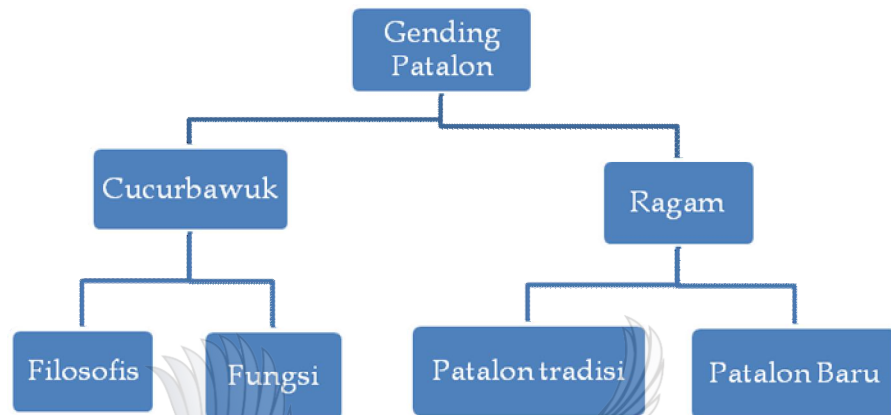 Gending
Patalon
Cucurbawuk
Ragam
Filosofis
Fungsi
Patalon tradisi
Patalon Baru